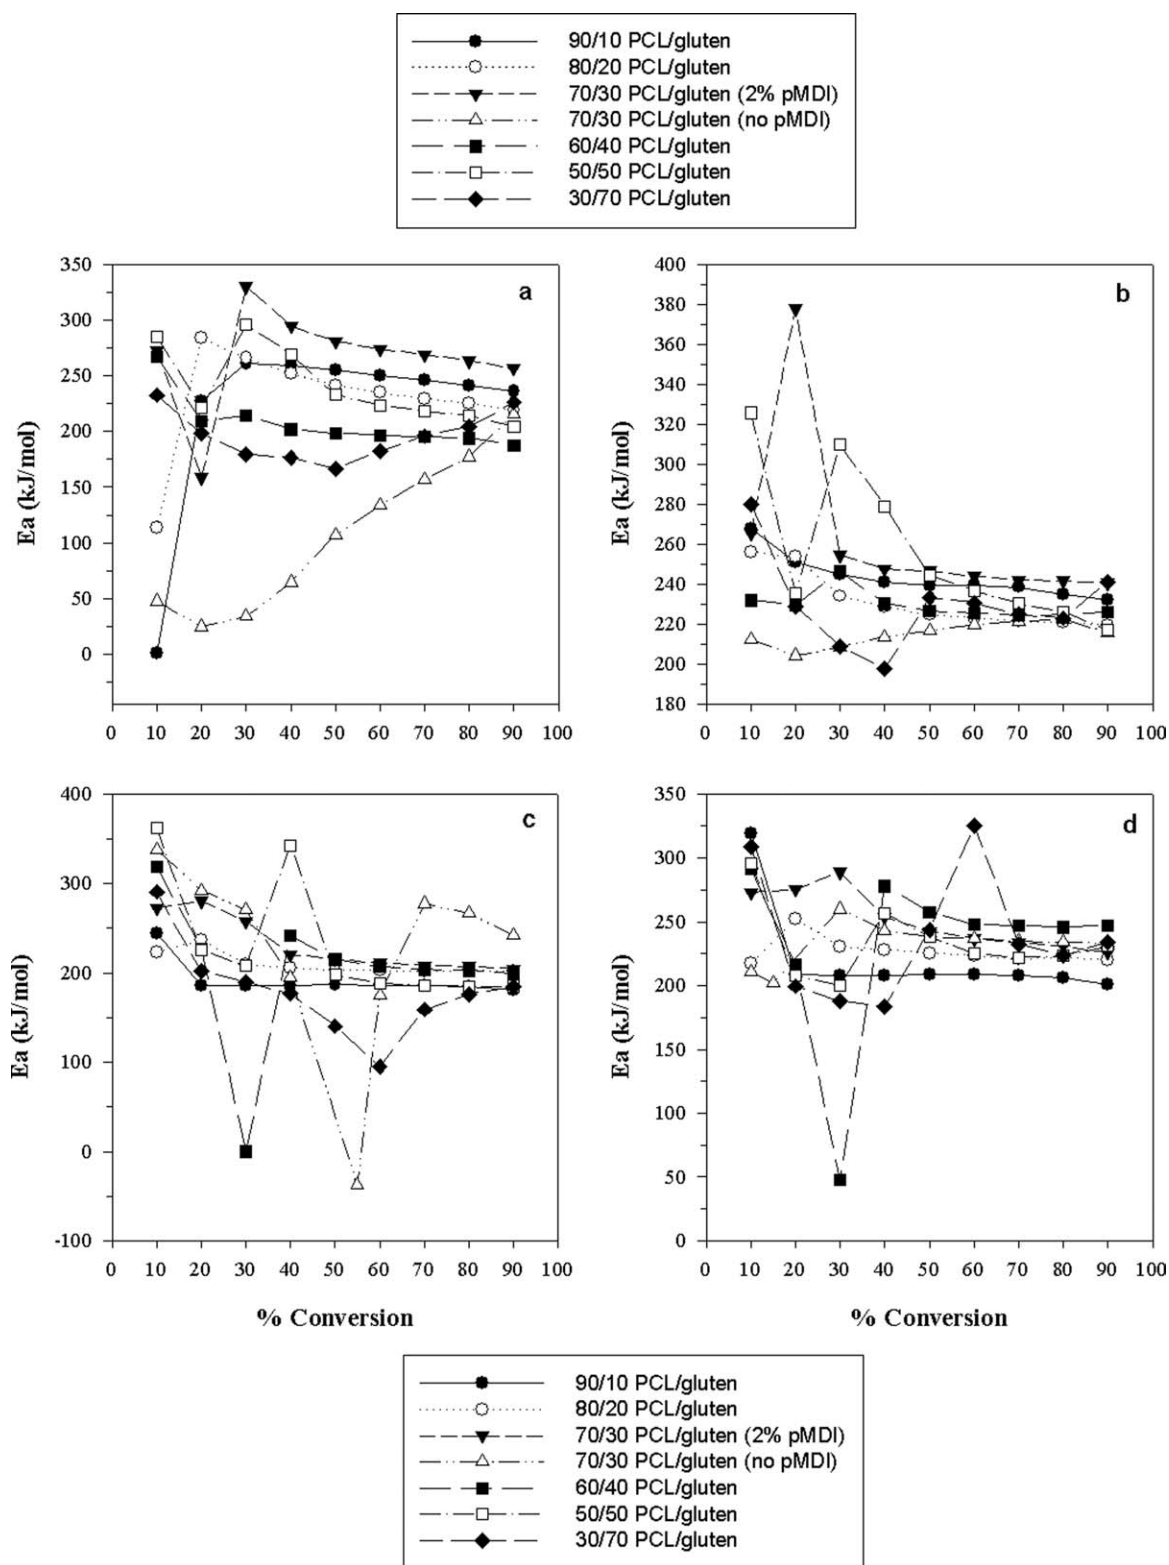 90/10 PCL/gluten
80/20 PCL/gluten
70/30 PCL/gluten (2% pMDI)
70/30 PCL/gluten (no pMDI)
60/40 PCL/gluten
50/50 PCL/gluten
30/70 PCL/gluten
a
350
300
250
200
150
100
50
0
Ea (kJ/mol)
0 10 20 30 40 50 60 70 80 90 100
b
400
380
360
340
320
300
280
260
240
220
200
180
Ea (kJ/mol)
0 10 20 30 40 50 60 70 80 90 100
c
400
300
200
100
0
-100
Ea (kJ/mol)
0 10 20 30 40 50 60 70 80 90 100
% Conversion
d
350
300
250
200
150
100
50
0
Ea (kJ/mol)
0 10 20 30 40 50 60 70 80 90 100
% Conversion
90/10 PCL/gluten
80/20 PCL/gluten
70/30 PCL/gluten (2% pMDI)
70/30 PCL/gluten (no pMDI)
60/40 PCL/gluten
50/50 PCL/gluten
30/70 PCL/gluten